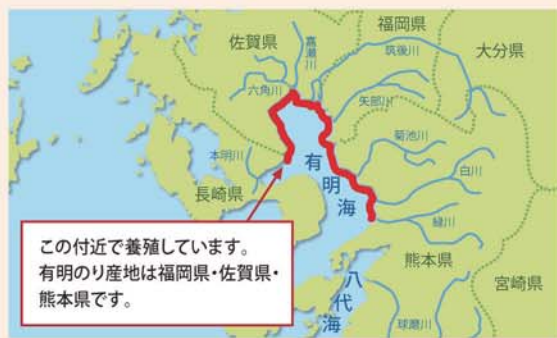 福岡県
佐賀県
嘉瀬川
筑後川
大分県
六角川
矢部川
菊池川
本明川
有明海
白川
長崎県
緑川
この付近で養殖しています。
有明のり産地は福岡県・佐賀県・
熊本県です。
熊本県
八代海
宮崎県
球磨川